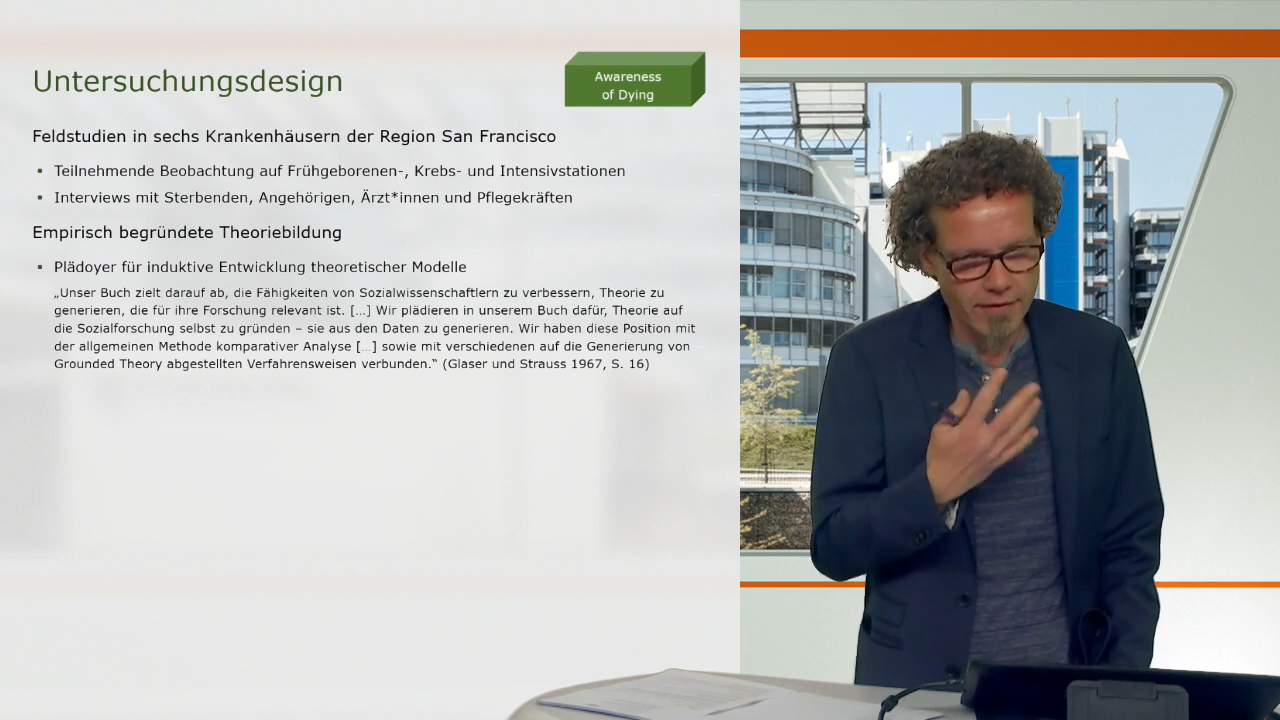 Untersuchungsdesign
Awareness
of Dying
Feldstudien in sechs Krankenhäusern der Region San Francisco
▪ Teilnehmende Beobachtung auf Frühgeborenen-, Krebs- und Intensivstationen
▪ Interviews mit Sterbenden, Angehörigen, Ärzt*innen und Pflegekräften
Empirisch begründete Theoriebildung
▪ Plädoyer für induktive Entwicklung theoretischer Modelle
„Unser Buch zielt darauf ab, die Fähigkeiten von Sozialwissenschaftlern zu verbessern, Theorie zu
generieren, die für ihre Forschung relevant ist. […] Wir plädieren in unserem Buch dafür, Theorie auf
die Sozialforschung selbst zu gründen – sie aus den Daten zu generieren. Wir haben diese Position mit
der allgemeinen Methode komparativer Analyse […] sowie mit verschiedenen auf die Generierung von
Grounded Theory abgestellten Verfahrensweisen verbunden.“ (Glaser und Strauss 1967, S. 16)